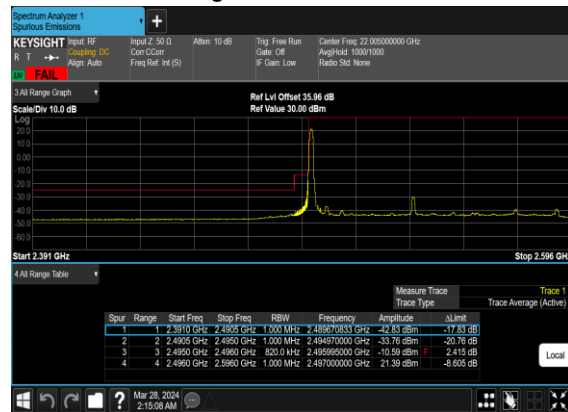 Spectrum Analyzer 1
Spurious Emissions
+
KEYSIGHT Input: RF Input Z: 50 Ω Atten: 10 dB Trig: Free Run Center Freq: 22.005000000 GHz
R T Coupling: DC Corr CCorr Gate: Off Avg|Hold: 1000/1000
Align: Auto Freq Ref: Int (S) IF Gain: Low Radio Std: None
LXI FAIL
3 All Range Graph
Ref Lvl Offset 35.96 dB
Scale/Div 10.0 dB Ref Value 30.00 dBm
Log
20.0
10.0
0.00
-10.0
-20.0
-30.0
-40.0
-50.0
-60.0
Start 2.391 GHz Stop 2.596 GHz
4 All Range Table
Measure Trace Trace 1
Trace Type Trace Average (Active)
Spur Range Start Freq Stop Freq RBW Frequency Amplitude ΔLimit
1 1 2.3910 GHz 2.4905 GHz 1.000 MHz 2.489670833 GHz -42.83 dBm -17.83 dB
2 2 2.4905 GHz 2.4950 GHz 1.000 MHz 2.494970000 GHz -33.76 dBm -20.76 dB
3 3 2.4950 GHz 2.4960 GHz 820.0 kHz 2.495995000 GHz -10.59 dBm F 2.415 dB
4 4 2.4960 GHz 2.5960 GHz 1.000 MHz 2.497000000 GHz 21.39 dBm -8.605 dB
Local
? Mar 28, 2024
2:15:08 AM